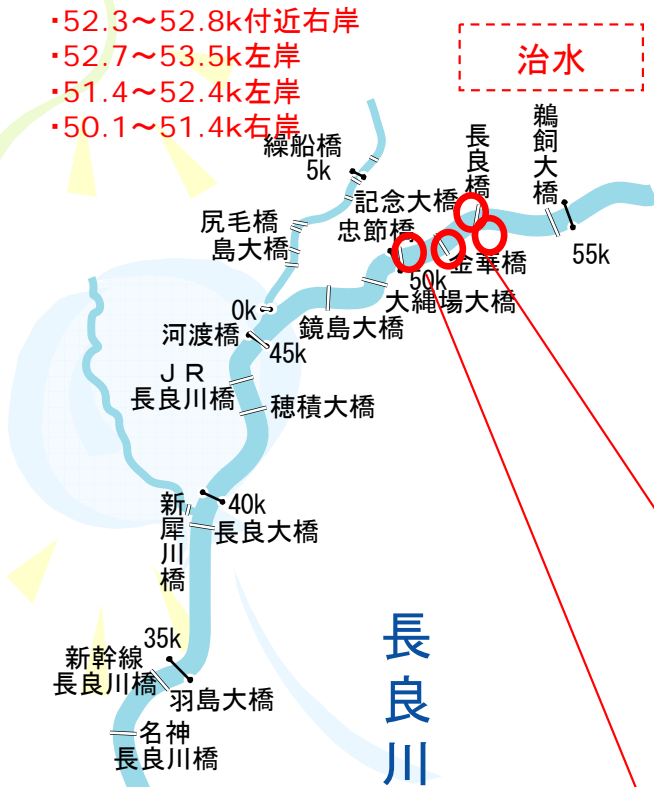 ・52.3～52.8k付近右岸
・52.7～53.5k左岸
・51.4～52.4k左岸
・50.1～51.4k右岸
治水
繰船橋
5k
長良橋
鵜飼大橋
記念大橋
尻毛橋
島大橋
忠節橋
55k
50k
金華橋
大縄場大橋
0k
鏡島大橋
河渡橋
45k
ＪＲ
長良川橋
穂積大橋
40k
新犀川橋
長良大橋
35k
新幹線
長良川橋
羽島大橋
名神
長良川橋
長良川